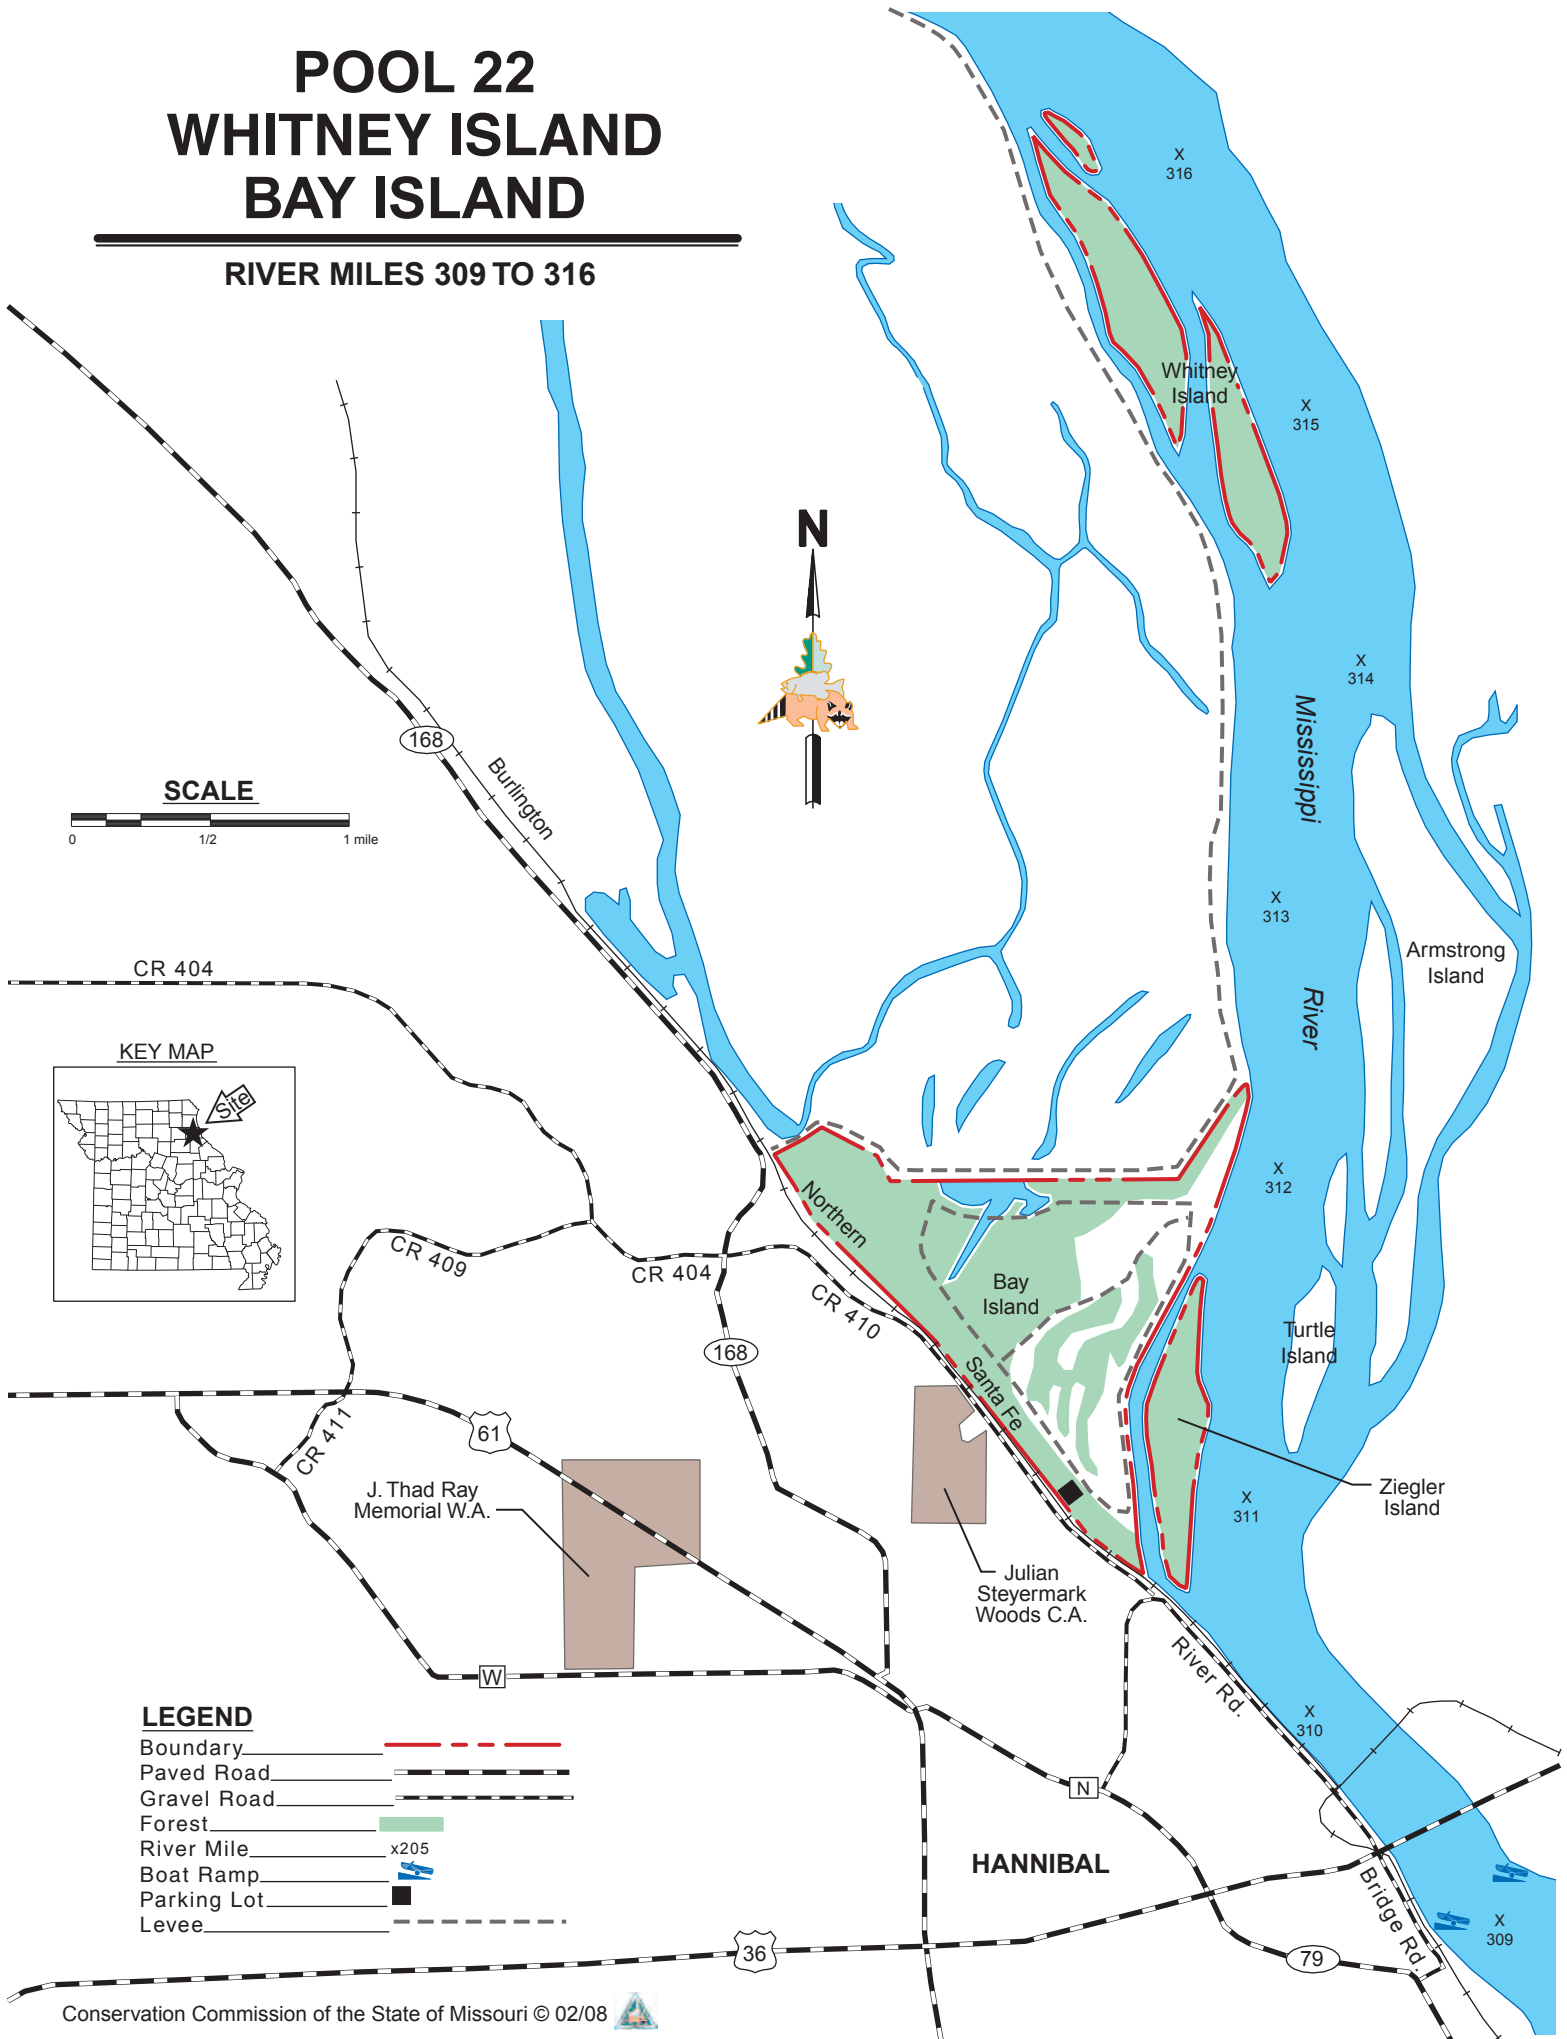 POOL 22
WHITNEY ISLAND
BAY ISLAND
RIVER MILES 309 TO 316
X
316
Whitney
Island
X
315
N
X
314
Mississippi
168
Burlington
SCALE
0 1/2 1 mile
X
313
River
Armstrong
Island
CR 404
KEY MAP
Site
X
312
Northern
CR 409
CR 404
CR 410
Bay
Island
168
Turtle
Island
Santa Fe
CR 411
61
J. Thad Ray
Memorial W.A.
X
311
Ziegler
Island
Julian
Steyermark
Woods C.A.
River Rd.
W
X
310
LEGEND
Boundary
Paved Road
Gravel Road
Forest
River Mile x205
Boat Ramp
Parking Lot
Levee
N
HANNIBAL
Bridge Rd.
X
309
36
79
Conservation Commission of the State of Missouri © 02/08